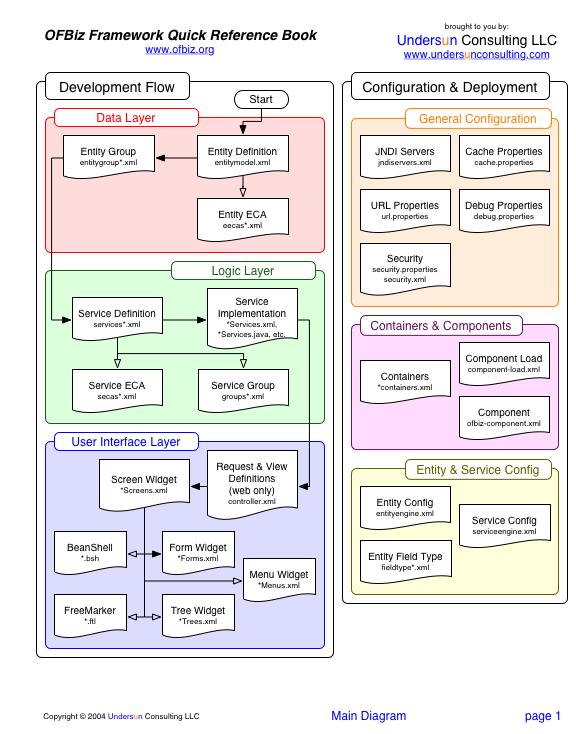 OFBiz Framework Quick Reference Book
www.ofbiz.org
brought to you by:
Undersun Consulting LLC
www.undersunconsulting.com
Development Flow
Start
Data Layer
Entity Group
entitygroup*.xml
Entity Definition
entitymodel.xml
Entity ECA
eecas*.xml
Logic Layer
Service Definition
services*.xml
Service
Implementation
*Services.xml,
*Services.java, etc.
Service ECA
secas*.xml
Service Group
groups*.xml
User Interface Layer
Screen Widget
*Screens.xml
Request & View
Definitions
(web only)
controller.xml
BeanShell
*.bsh
Form Widget
*Forms.xml
Menu Widget
*Menus.xml
FreeMarker
*.ftl
Tree Widget
*Trees.xml
Configuration & Deployment
General Configuration
JNDI Servers
jndiservers.xml
Cache Properties
cache.properties
URL Properties
url.properties
Debug Properties
debug.properties
Security
security.properties
security.xml
Containers & Components
Containers
*containers.xml
Component Load
component-load.xml
Component
ofbiz-component.xml
Entity & Service Config
Entity Config
entityengine.xml
Service Config
serviceengine.xml
Entity Field Type
fieldtype*.xml
Copyright © 2004 Undersun Consulting LLC
Main Diagram
page 1